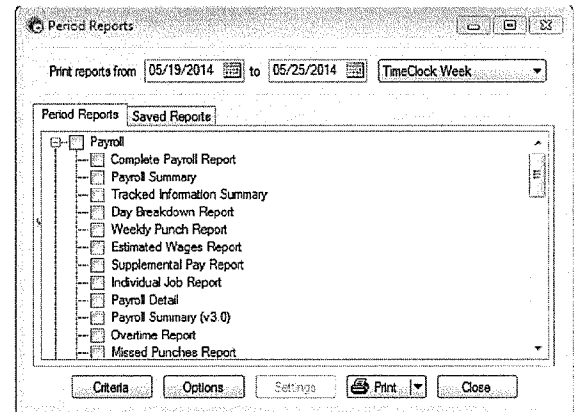 Period Reports
Print reports from 05/19/2014 to 05/25/2014 TimeClock Week
Period Reports Saved Reports
Payroll
Complete Payroll Report
Payroll Summary
Tracked Information Summary
Day Breakdown Report
Weekly Punch Report
Estimated Wages Report
Supplemental Pay Report
Individual Job Report
Payroll Detail
Payroll Summary (v3.0)
Overtime Report
Missed Punches Report
Criteria Options Settings Print Close